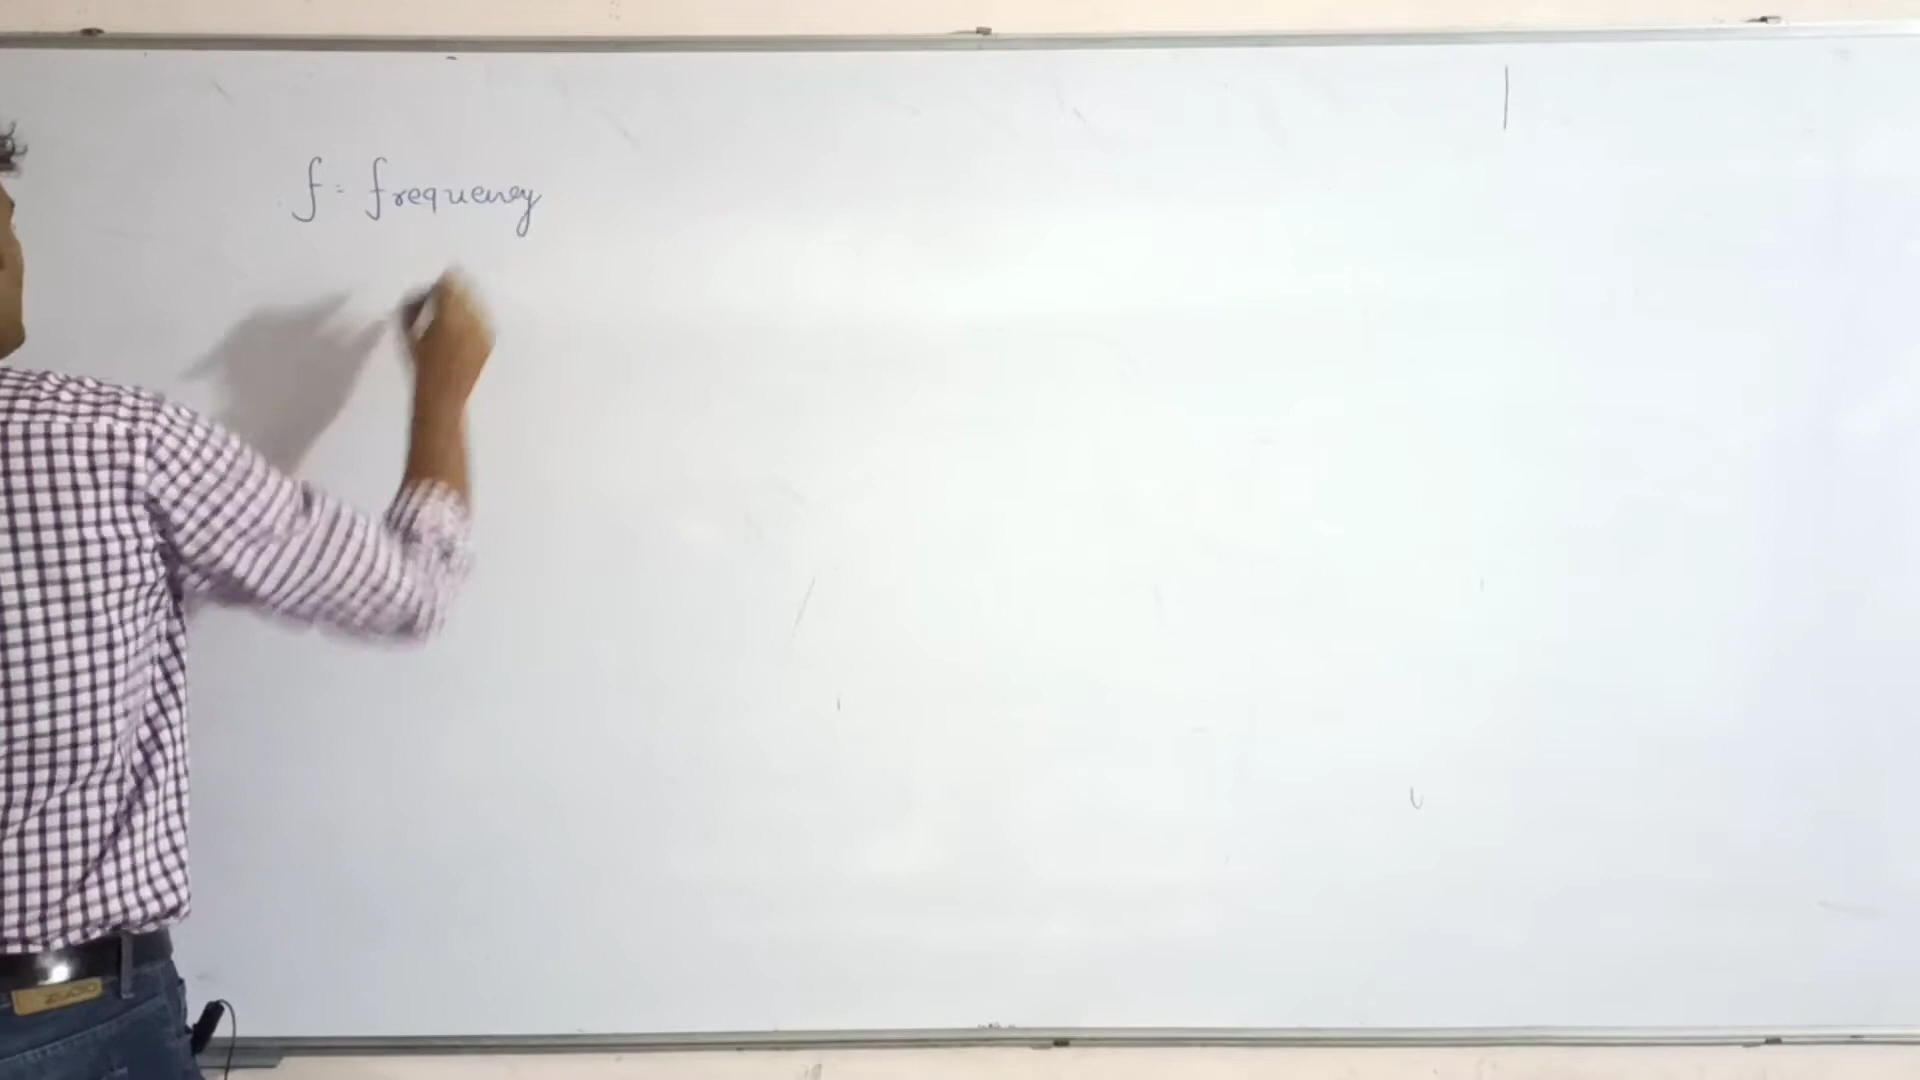 f = frequency